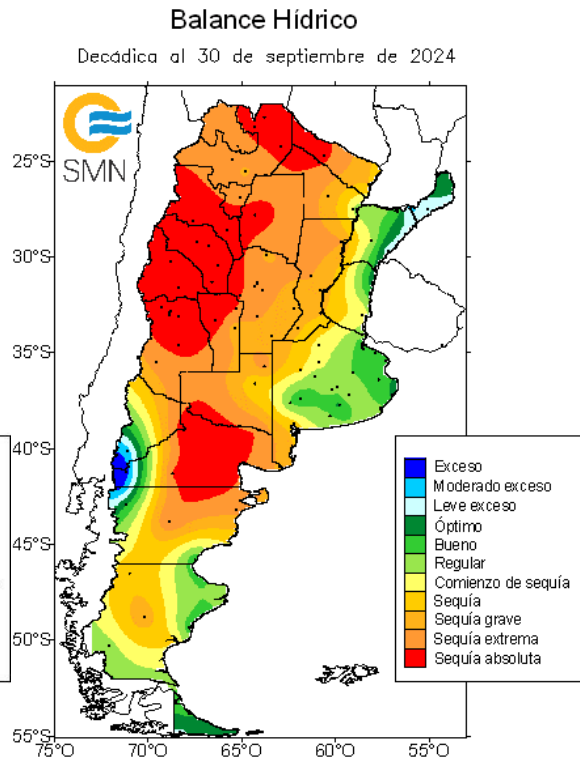 Balance Hídrico
Decádica al 30 de septiembre de 2024
SMN
25°S
30°S
35°S
40°S
45°S
50°S
55°S
75°O
70°O
65°O
60°O
55°O
Exceso
Moderado exceso
Leve exceso
Óptimo
Bueno
Regular
Comienzo de sequía
Sequía
Sequía grave
Sequía extrema
Sequía absoluta